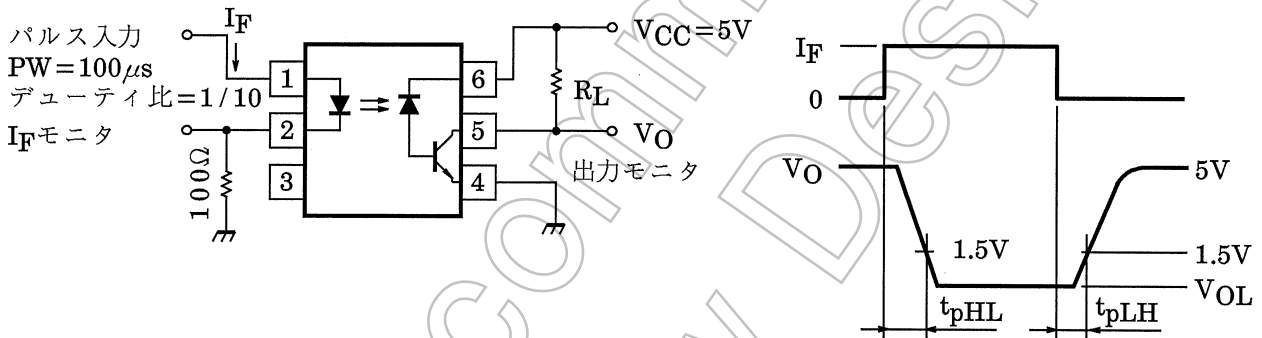 パルス入力
PW=100μs
デューティ比=1/10
IFモニタ
IF
100Ω
1
2
3
6
5
4
VCC=5V
RL
VO
出力モニタ
IF
0
VO
5V
1.5V
1.5V
VOL
tpHL
tpLH